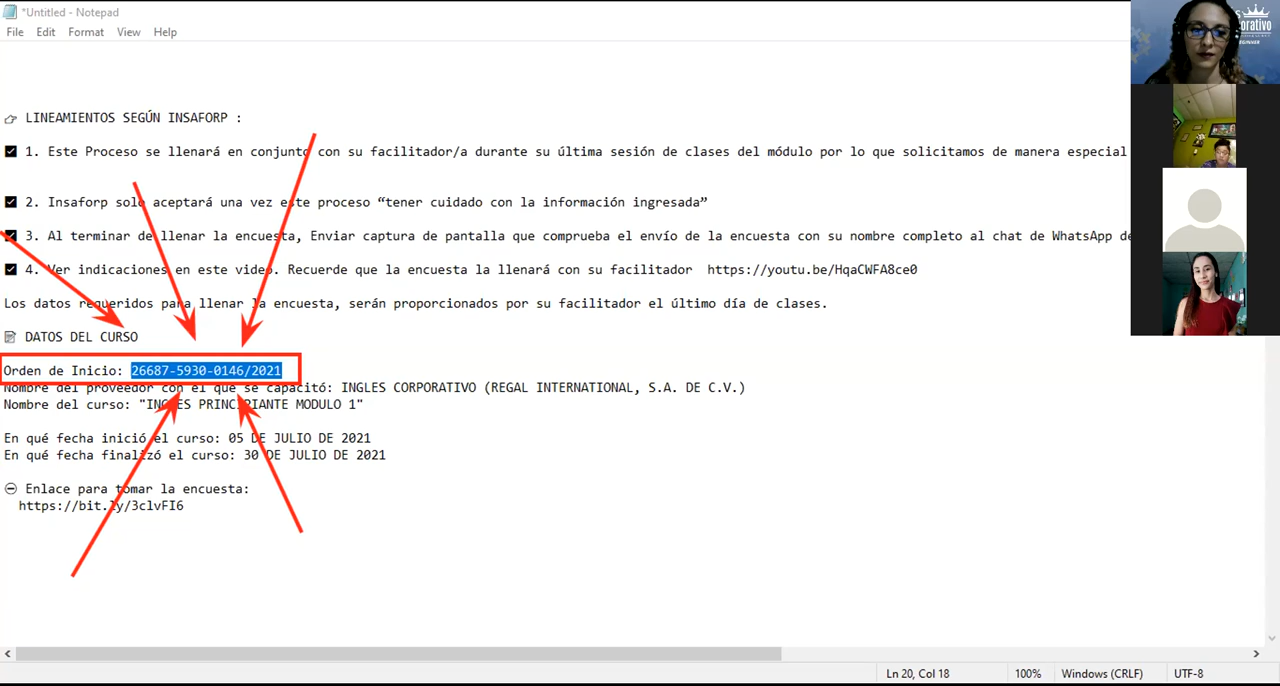 *Untitled - Notepad
File Edit Format View Help
LINEAMIENTOS SEGÚN INSAFORP :
1. Este Proceso se llenará en conjunto con su facilitador/a durante su última sesión de clases del módulo por lo que solicitamos de manera especial
2. Insaforp solo aceptará una vez este proceso “tener cuidado con la información ingresada”
3. Al terminar de llenar la encuesta, Enviar captura de pantalla que comprueba el envío de la encuesta con su nombre completo al chat de WhatsApp de
4. Ver indicaciones en este video. Recuerde que la encuesta la llenará con su facilitador https://youtu.be/HqaCWFA8ce0
Los datos requeridos para llenar la encuesta, serán proporcionados por su facilitador el último día de clases.
DATOS DEL CURSO
Orden de Inicio: 26687-5930-0146/2021
Nombre del proveedor con el que se capacitó: INGLES CORPORATIVO (REGAL INTERNATIONAL, S.A. DE C.V.)
Nombre del curso: "INGLES PRINCIPIANTE MODULO 1"
En qué fecha inició el curso: 05 DE JULIO DE 2021
En qué fecha finalizó el curso: 30 DE JULIO DE 2021
Enlace para tomar la encuesta:
https://bit.ly/3clvFI6
Ln 20, Col 18 100% Windows (CRLF) UTF-8